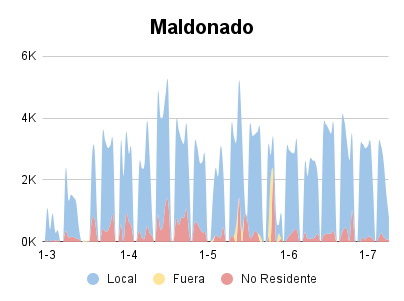 Maldonado
6K
4K
2K
0K
1-3 1-4 1-5 1-6 1-7
Local Fuera No Residente